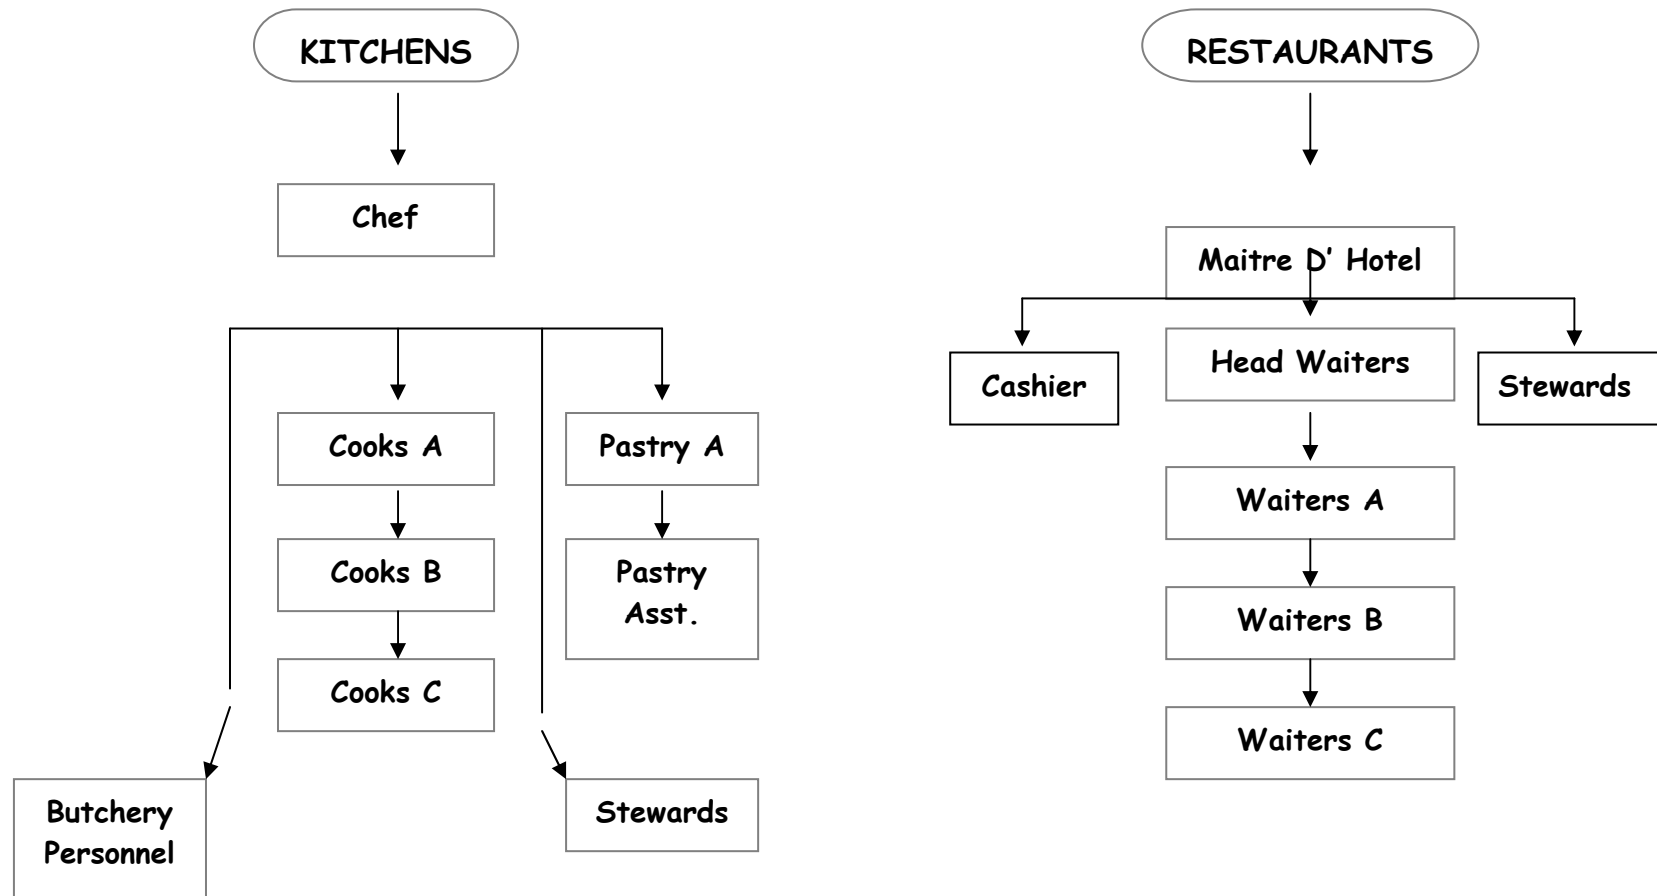 KITCHENS
Chef
Cooks A
Pastry A
Cooks B
Pastry
Asst.
Cooks C
Butchery
Personnel
Stewards
RESTAURANTS
Maitre D’ Hotel
Cashier
Head Waiters
Stewards
Waiters A
Waiters B
Waiters C